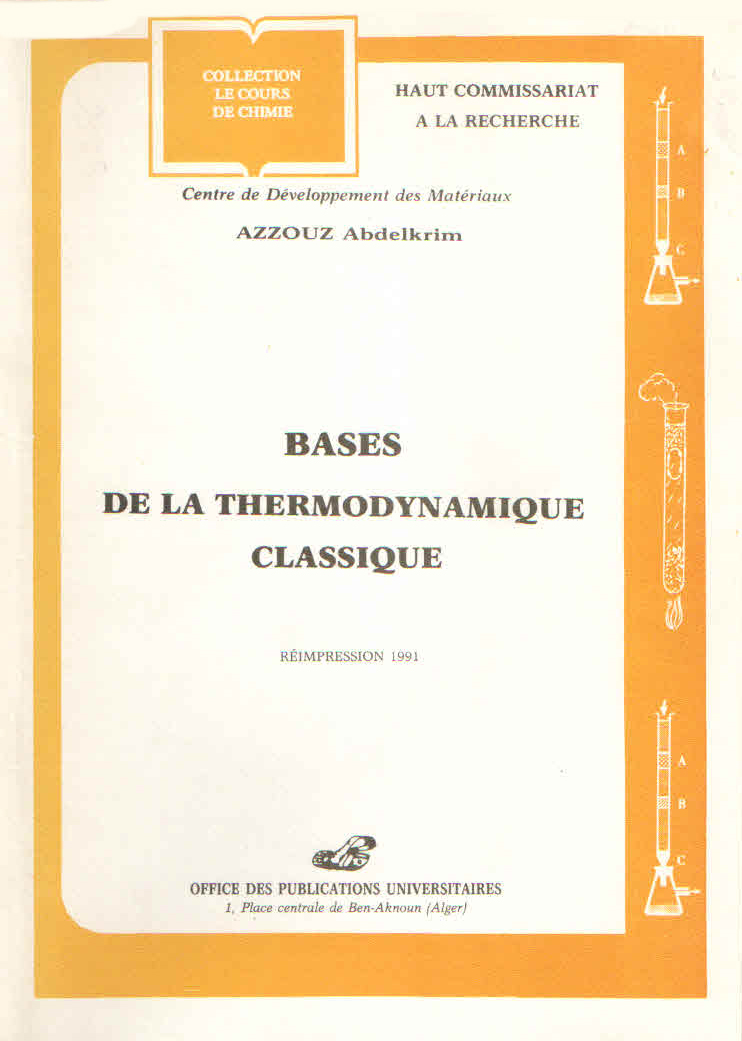 COLLECTION
LE COURS
DE CHIMIE
HAUT COMMISSARIAT
A LA RECHERCHE
Centre de Développement des Matériaux
AZZOUZ Abdelkrim
A
B
C
BASES
DE LA THERMODYNAMIQUE
CLASSIQUE
RÉIMPRESSION 1991
A
B
C
OFFICE DES PUBLICATIONS UNIVERSITAIRES
1, Place centrale de Ben-Aknoun (Alger)